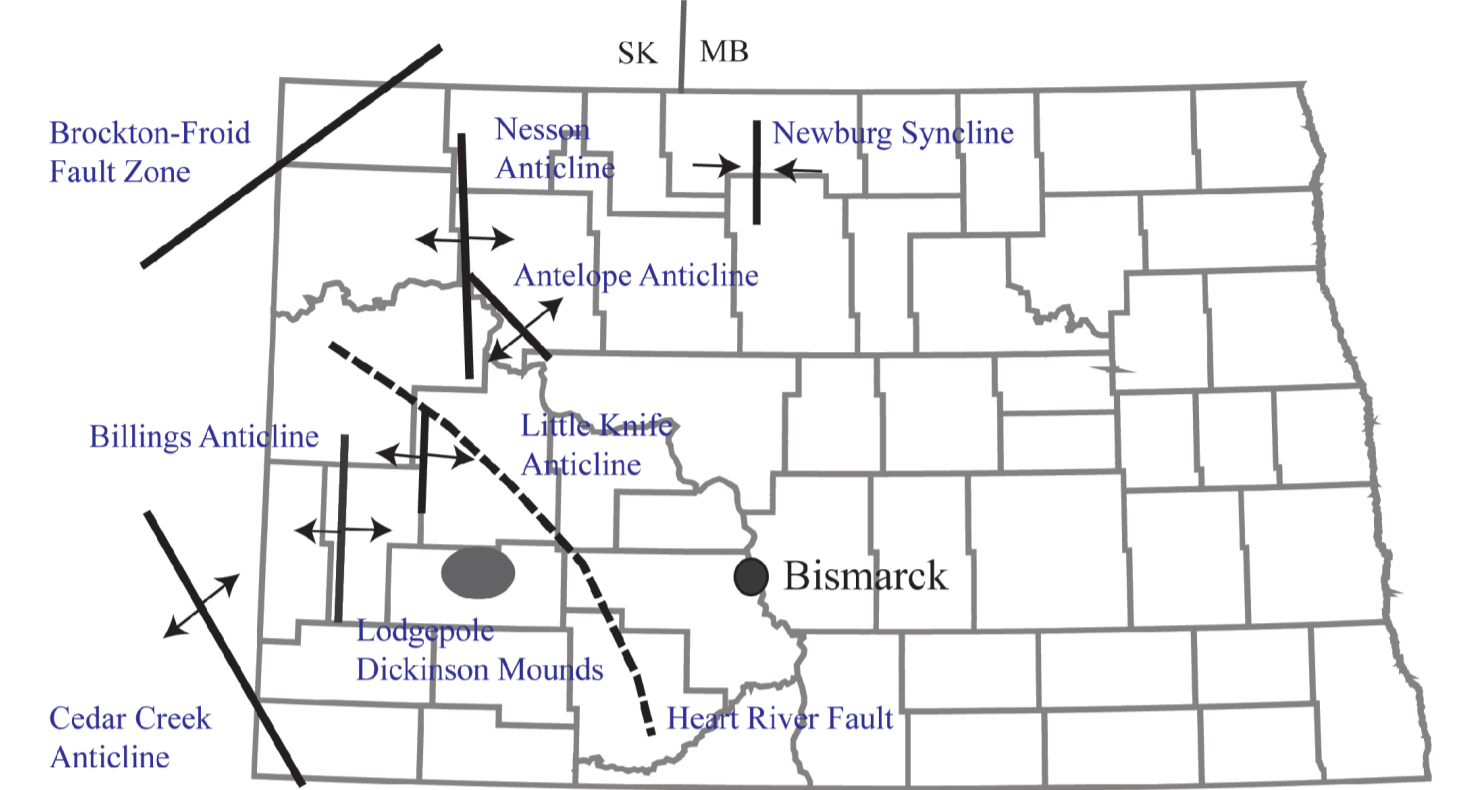 SK
MB
Brockton-Froid
Fault Zone
Nesson
Anticline
Newburg Syncline
Antelope Anticline
Billings Anticline
Little Knife
Anticline
Bismarck
Lodgepole
Dickinson Mounds
Cedar Creek
Anticline
Heart River Fault